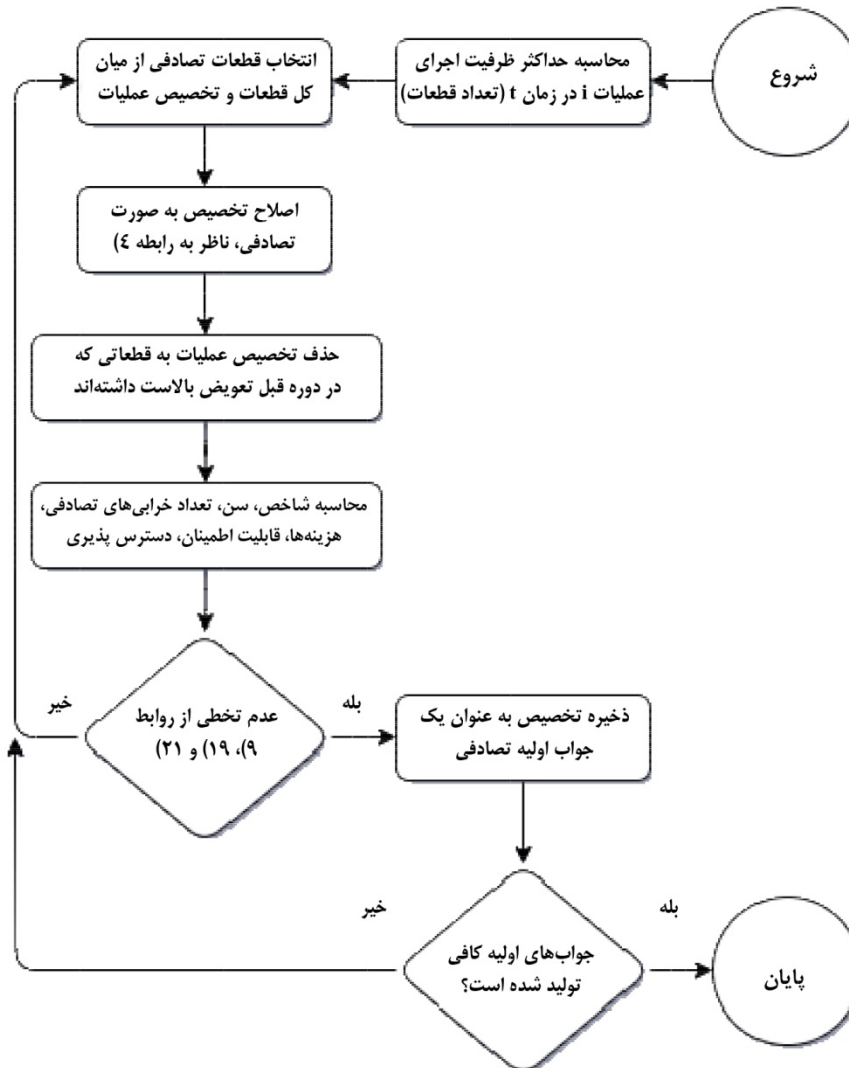 شروع
محاسبه حداکثر ظرفیت اجرای
عملیات i در زمان t (تعداد قطعات)
انتخاب قطعات تصادفی از میان
کل قطعات و تخصیص عملیات
اصلاح تخصیص به صورت
تصادفی، ناظر به رابطه ٤)
حذف تخصیص عملیات به قطعاتی که
در دوره قبل تعویض بالاست داشته‌اند
محاسبه شاخص، سن، تعداد خرابی‌های تصادفی،
هزینه‌ها، قابلیت اطمینان، دسترس پذیری
عدم تخطی از روابط
۹)، ۱۹) و ۲۱)
خیر
بله
ذخیره تخصیص به عنوان یک
جواب اولیه تصادفی
جواب‌های اولیه کافی
تولید شده است؟
خیر
بله
پایان